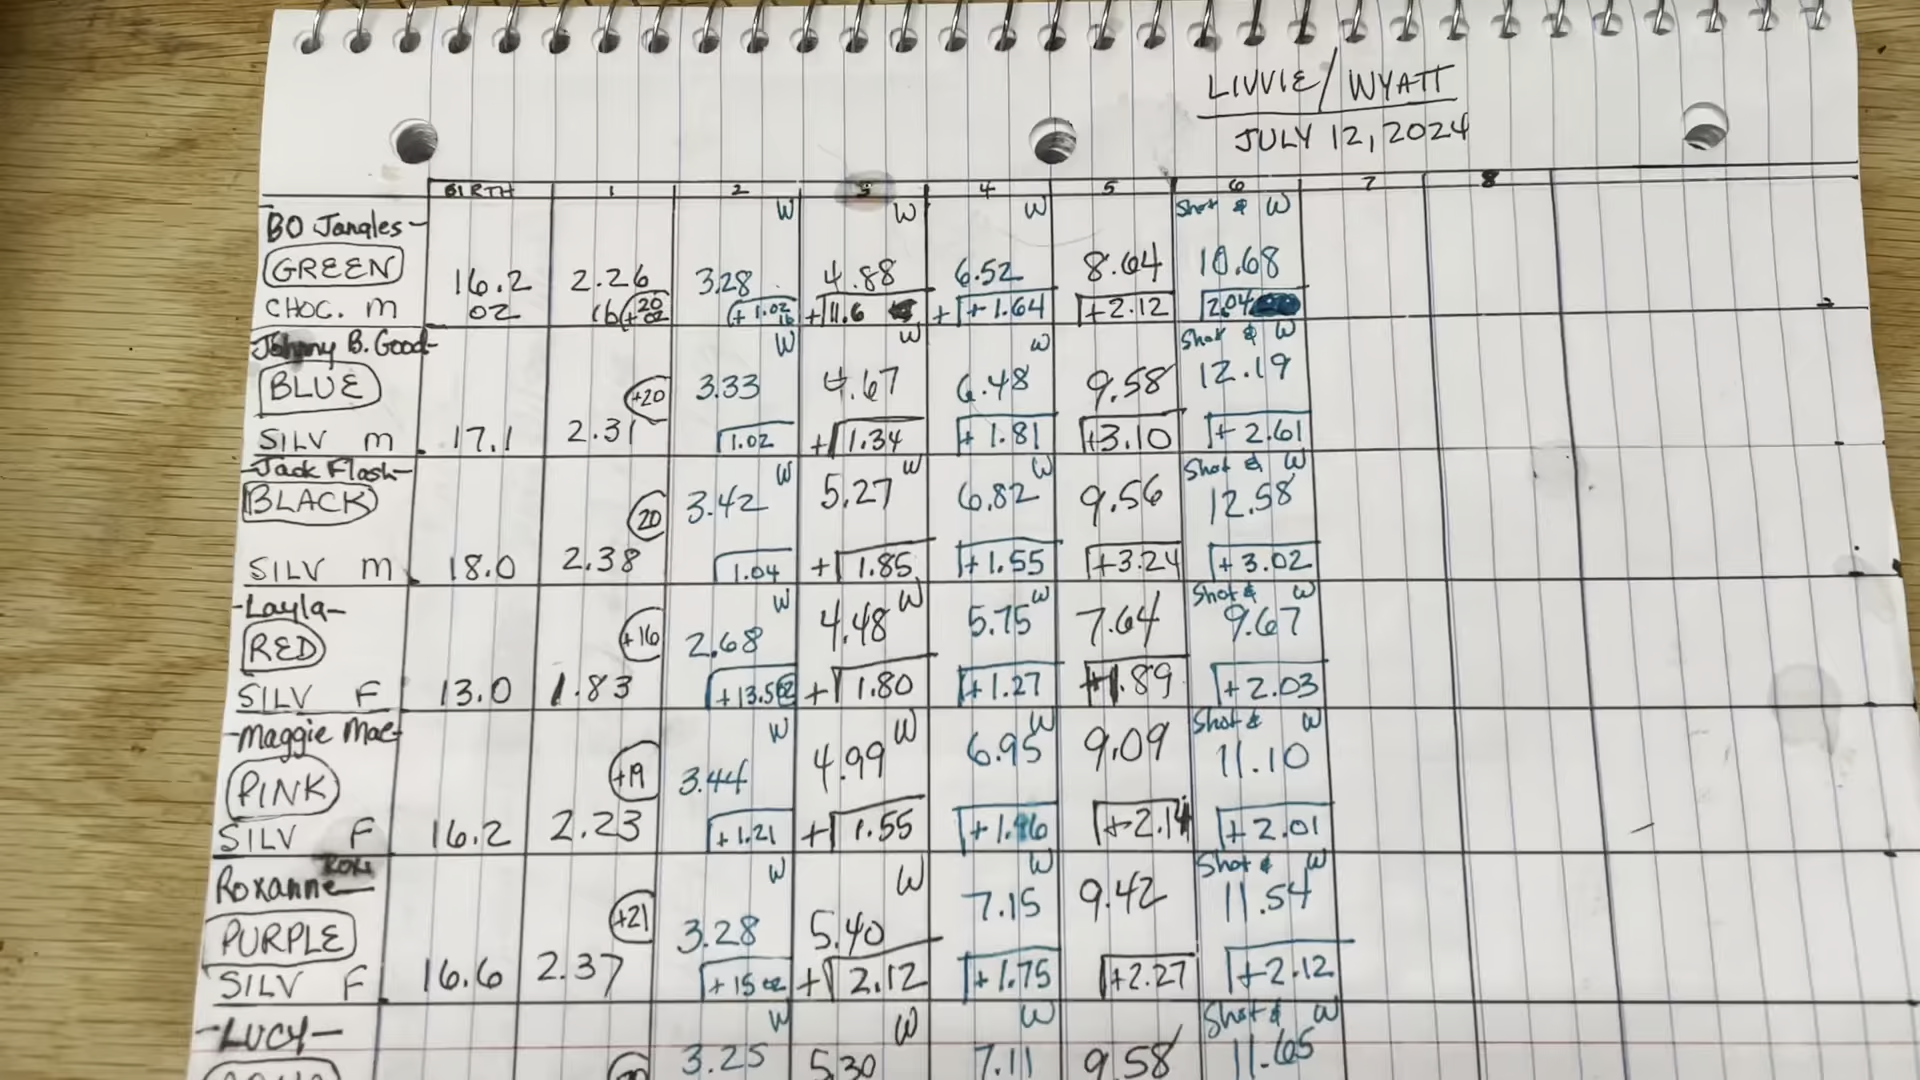 LIVVIE/WYATT
JULY 12, 2024
BIRTH 1 2 3 4 5 6 7 8
BO Jangles- W W W Shot & W
GREEN 16.2 2.26 3.28 4.88 6.52 8.64 10.68
CHOC. M OZ lb +20 oz + 1.02 lb + 11.6 + + 1.64 +2.12 2.04
Johnny B. Good- W W W Shot & W
BLUE +20 3.33 4.67 6.48 9.58 12.19
SILV M 17.1 2.31 1.02 + 1.34 + 1.81 +3.10 + 2.61
-Jack Flash- W W W Shot & W
BLACK 20 3.42 5.27 6.82 9.56 12.58
SILV M 18.0 2.38 1.04 + 1.85 + 1.55 +3.24 + 3.02
-Layla- W W W Shot & W
RED +16 2.68 4.48 5.75 7.64 9.67
SILV F 13.0 1.83 +13.5 oz + 1.80 + 1.27 +1.89 +2.03
-Maggie Mae- W W W Shot & W
PINK +19 3.44 4.99 6.95 9.09 11.10
SILV F 16.2 2.23 + 1.21 + 1.55 + 1.96 +2.14 +2.01
Roxanne W W W Shot & W
PURPLE +21 3.28 5.40 7.15 9.42 11.54
SILV F 16.6 2.37 + 15 oz + 2.12 + 1.75 +2.27 +2.12
-LUCY- W W W Shot & W
3.25 5.30 7.11 9.58 11.65